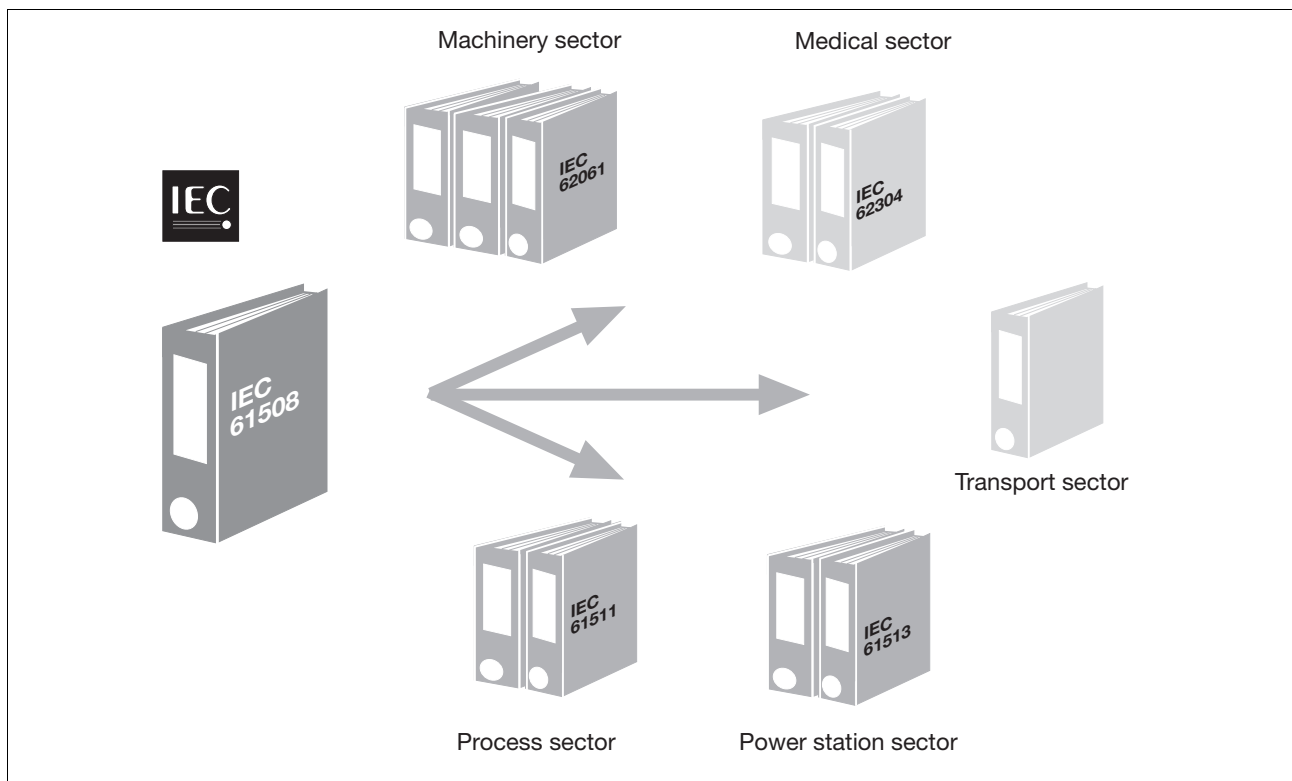 Machinery sector
Medical sector
IEC
62061
IEC
62304
IEC
IEC
61508
Transport sector
IEC
61511
IEC
61513
Process sector
Power station sector